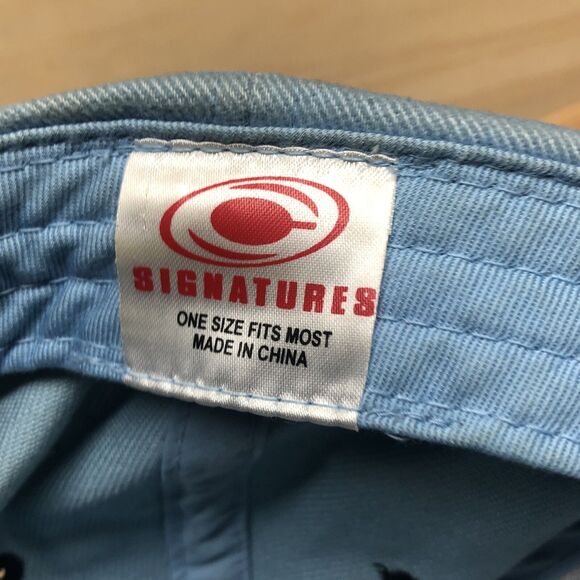 SIGNATURES
ONE SIZE FITS MOST
MADE IN CHINA